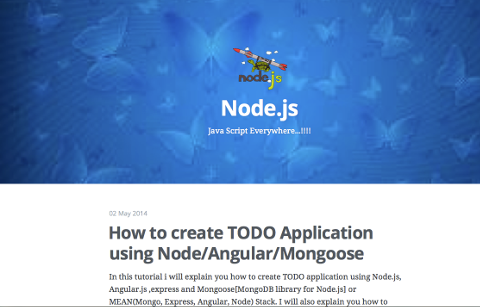 node.js
Node.js
Java Script Everywhere...!!!!
02 May 2014
How to create TODO Application
using Node/Angular/Mongoose
In this tutorial i will explain you how to create TODO application using Node.js,
Angular.js ,express and Mongoose[MongoDB library for Node.js] or
MEAN(Mongo, Express, Angular, Node) Stack. I will also explain you how to